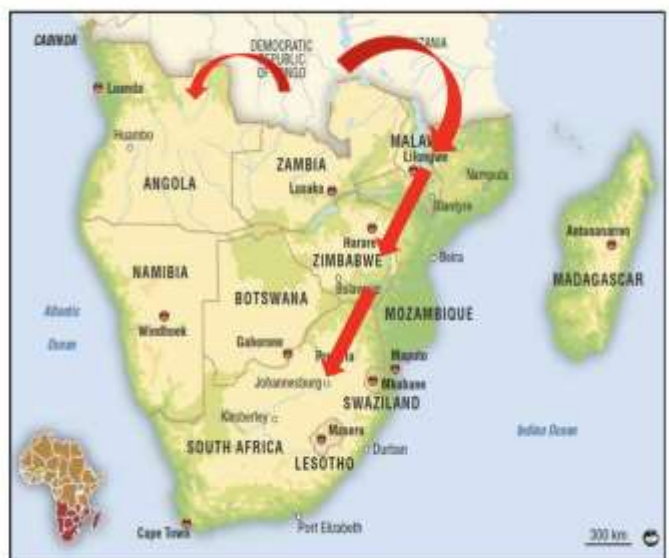 CABINDA
DEMOCRATIC
REPUBLIC
OF CONGO
Luanda
Huambo
ANGOLA
ZAMBIA
Lusaka
Lilongwe
Nampula
Blantyre
Harare
ZIMBABWE
Beira
Antananarivo
MADAGASCAR
NAMIBIA
BOTSWANA
MOZAMBIQUE
Atlantic
Ocean
Windhoek
Gaborone
Maputo
Johannesburg
Mbabane
SWAZILAND
Kimberley
Maseru
SOUTH AFRICA
LESOTHO
Durban
Indian Ocean
Cape Town
Port Elizabeth
300 km